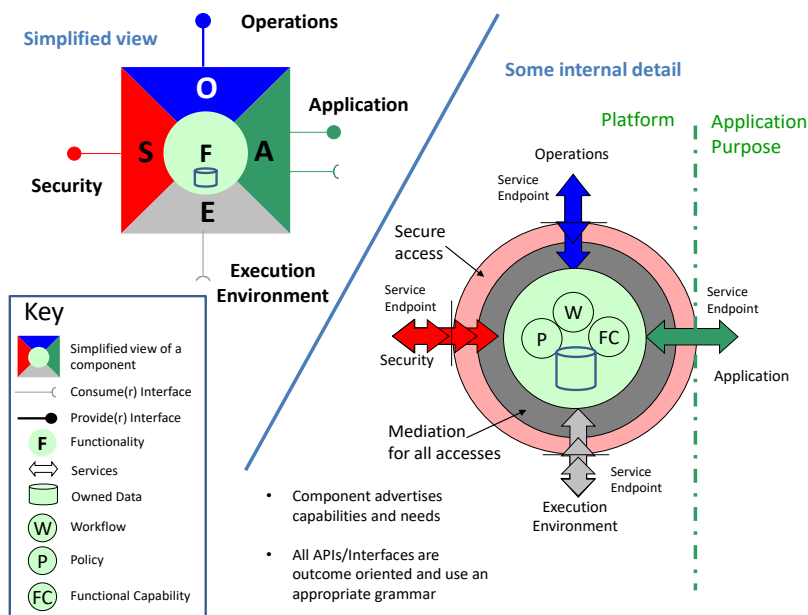 Simplified view
Operations
O
Application
S
F
A
Security
E
Execution
Environment
Key
Simplified view of a
component
Consume(r) Interface
Provide(r) Interface
F
Functionality
Services
Owned Data
W
Workflow
P
Policy
FC
Functional Capability
Some internal detail
Platform
Application
Purpose
Operations
Service
Endpoint
Secure
access
Service
Endpoint
Service
Endpoint
W
P
FC
Security
Application
Mediation
for all accesses
Service
Endpoint
Execution
Environment
• Component advertises
capabilities and needs
• All APIs/Interfaces are
outcome oriented and use an
appropriate grammar